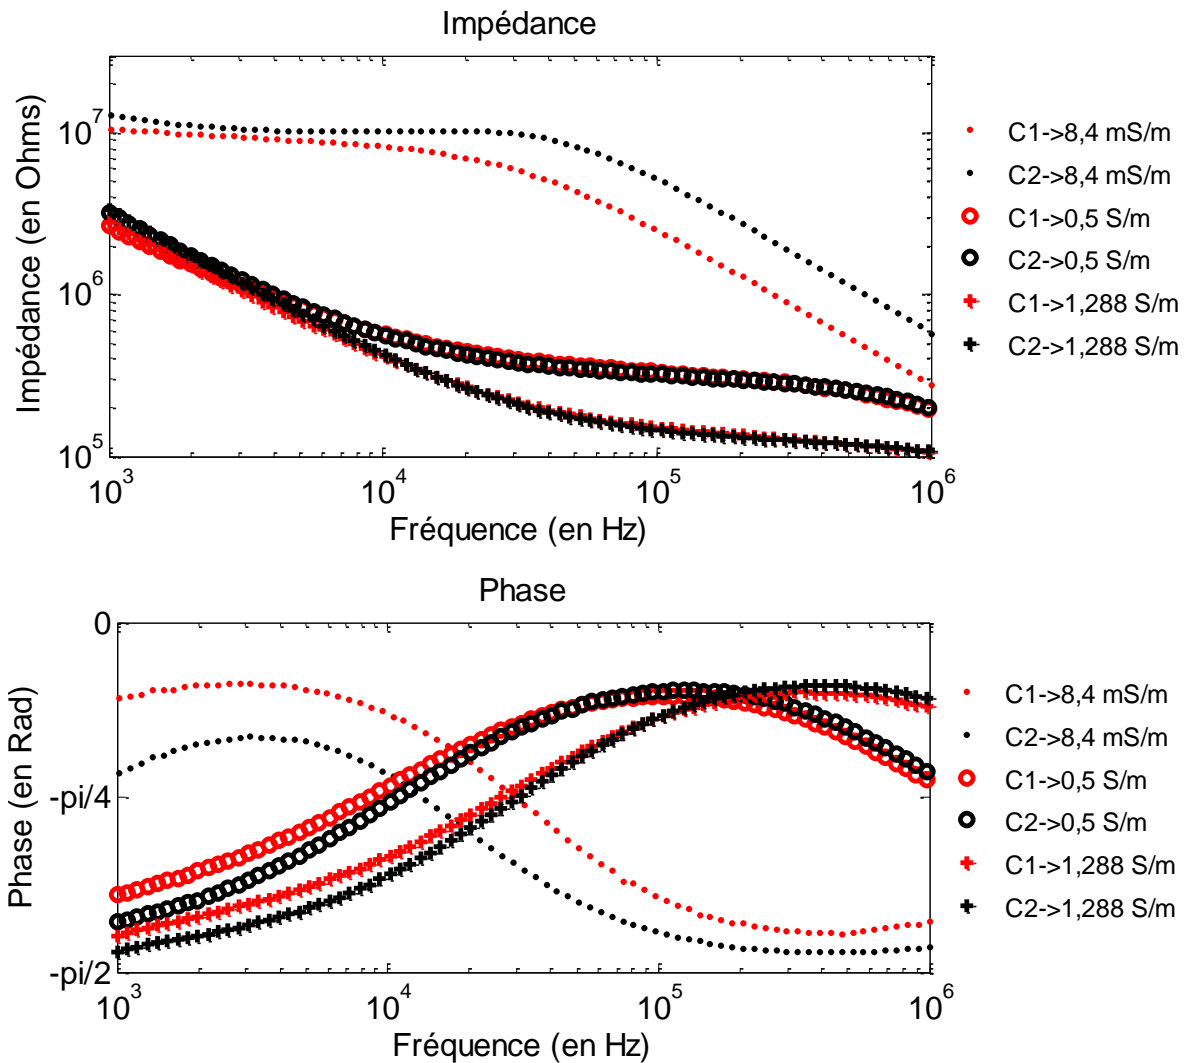 Impédance
Impédance (en Ohms)
10^7
10^6
10^5
10^3 10^4 10^5 10^6
Fréquence (en Hz)
C1->8,4 mS/m
C2->8,4 mS/m
C1->0,5 S/m
C2->0,5 S/m
C1->1,288 S/m
C2->1,288 S/m
Phase
Phase (en Rad)
0
-pi/4
-pi/2
10^3 10^4 10^5 10^6
Fréquence (en Hz)
C1->8,4 mS/m
C2->8,4 mS/m
C1->0,5 S/m
C2->0,5 S/m
C1->1,288 S/m
C2->1,288 S/m